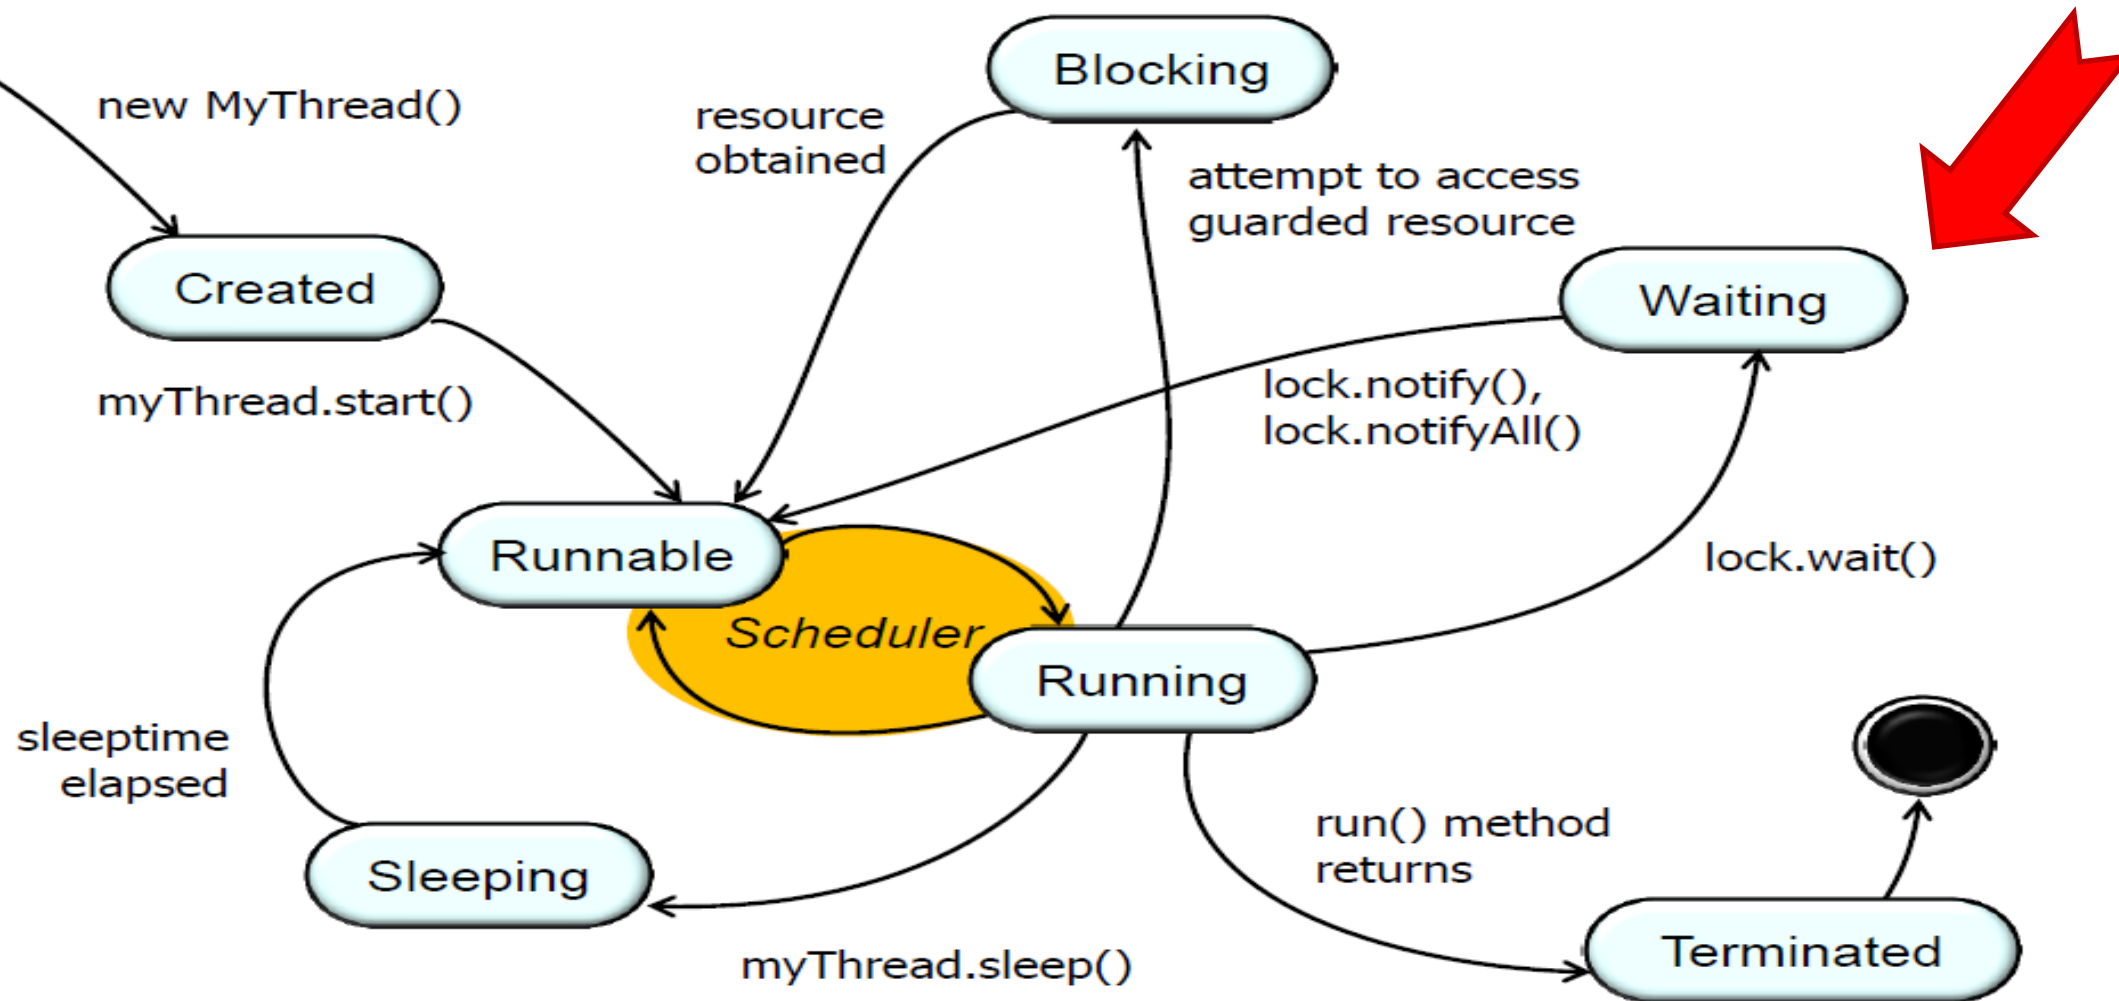 Blocking
new MyThread()
resource
obtained
attempt to access
guarded resource
Created
Waiting
lock.notify(),
lock.notifyAll()
myThread.start()
Runnable
lock.wait()
Scheduler
Running
sleeptime
elapsed
run() method
returns
Sleeping
Terminated
myThread.sleep()